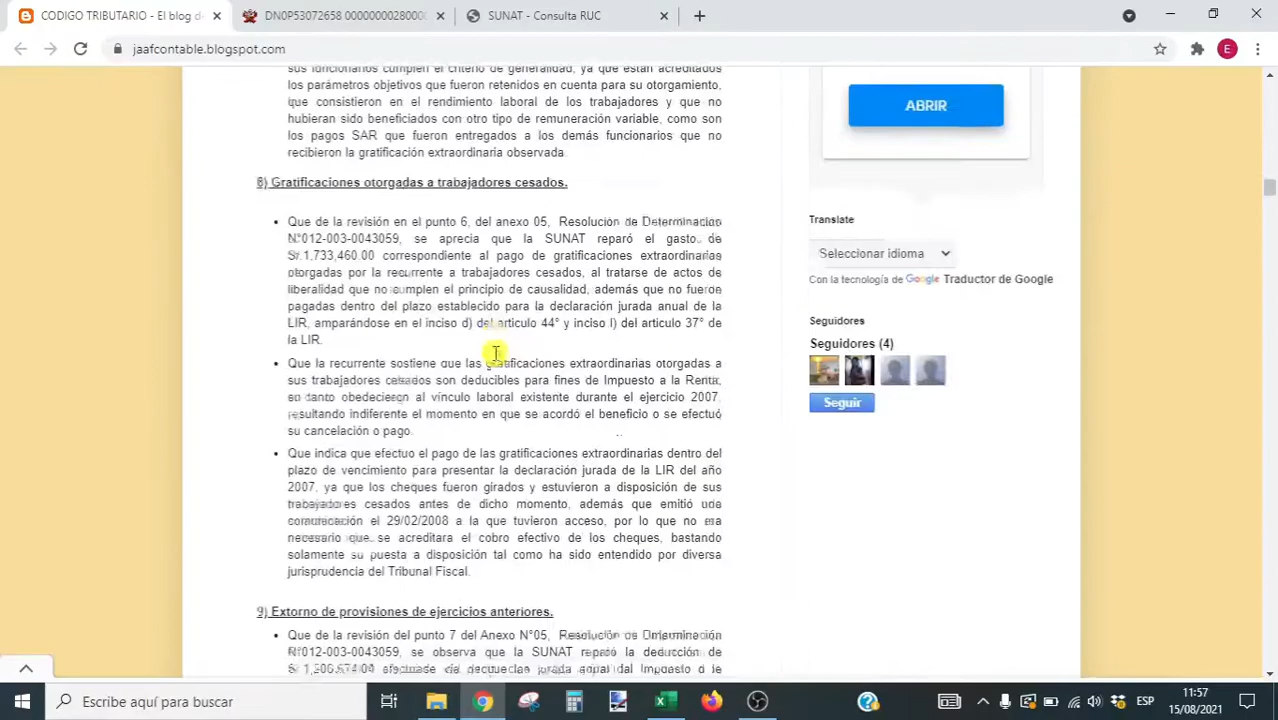 CODIGO TRIBUTARIO - El blog d
DN0P53072658 0000000028000
SUNAT - Consulta RUC
jaafcontable.blogspot.com
E
sus funcionarios cumplen el criterio de generalidad, ya que están acreditados
los parámetros objetivos que fueron retenidos en cuenta para su otorgamiento,
que consistieron en el rendimiento laboral de los trabajadores y que no
hubieran sido beneficiados con otro tipo de remuneración variable, como son
los pagos SAR que fueron entregados a los demás funcionarios que no
recibieron la gratificación extraordinaria observada.
8) Gratificaciones otorgadas a trabajadores cesados.
Que de la revisión en el punto 6, del anexo 05, Resolución de Determinación
N°012-003-0043059, se aprecia que la SUNAT reparó el gasto de
S/.1,733,460.00 correspondiente al pago de gratificaciones extraordinarias
otorgadas por la recurrente a trabajadores cesados, al tratarse de actos de
liberalidad que no cumplen el principio de causalidad, además que no fueron
pagadas dentro del plazo establecido para la declaración jurada anual de la
LIR, amparándose en el inciso d) del articulo 44° y inciso l) del articulo 37° de
la LIR.
Que la recurrente sostiene que las gratificaciones extraordinarias otorgadas a
sus trabajadores cesados son deducibles para fines de Impuesto a la Renta,
en tanto obedecieron al vínculo laboral existente durante el ejercicio 2007,
resultando indiferente el momento en que se acordó el beneficio o se efectuó
su cancelación o pago.
Que indica que efectuo el pago de las gratificaciones extraordinarias dentro del
plazo de vencimiento para presentar la declaración jurada de la LIR del año
2007, ya que los cheques fueron girados y estuvieron a disposición de sus
trabajadores cesados antes de dicho momento, además que emitió una
comunicación el 29/02/2008 a la que tuvieron acceso, por lo que no era
necesario que se acreditara el cobro efectivo de los cheques, bastando
solamente su puesta a disposición tal como ha sido entendido por diversa
jurisprudencia del Tribunal Fiscal.
9) Extorno de provisiones de ejercicios anteriores.
Que de la revisión del punto 7 del Anexo N°05, Resolución de Determinación
N°012-003-0043059, se observa que la SUNAT reparó la deducción de
ABRIR
Translate
Seleccionar idioma
Con la tecnología de Google Traductor de Google
Seguidores
Seguidores (4)
Seguir
Escribe aquí para buscar
ESP
11:57
15/08/2021